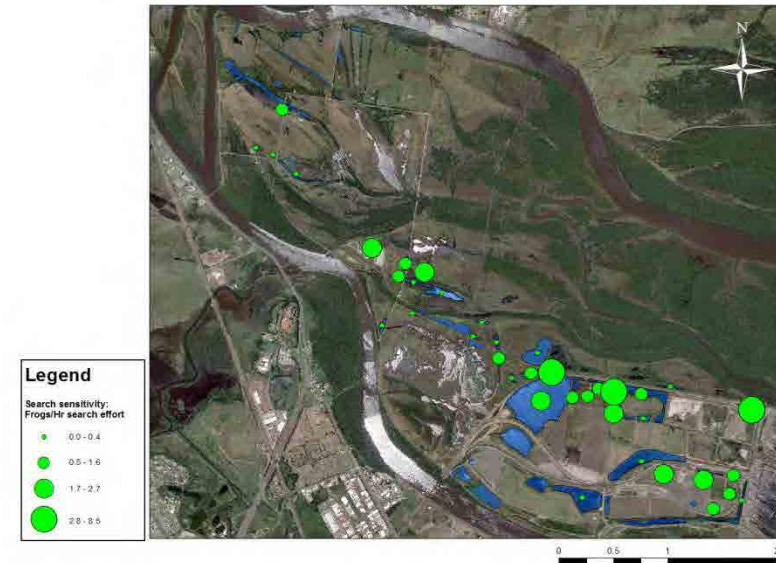 N
Legend
Search sensitivity:
Frogs/Hr search effort
0.0 - 0.4
0.5 - 1.6
1.7 - 2.7
2.8 - 8.5
0 0.5 1